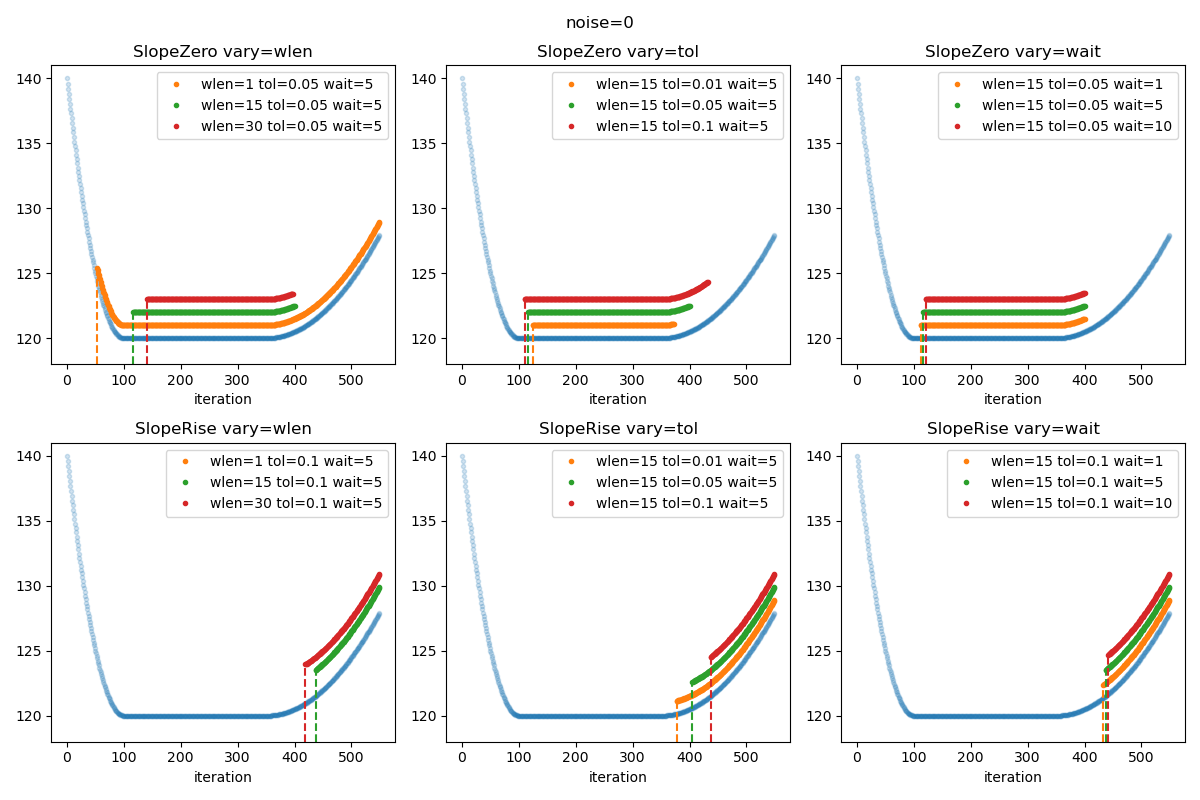 noise=0
SlopeZero vary=wlen
140
135
130
125
120
wlen=1 tol=0.05 wait=5
wlen=15 tol=0.05 wait=5
wlen=30 tol=0.05 wait=5
0 100 200 300 400 500
iteration
SlopeZero vary=tol
140
135
130
125
120
wlen=15 tol=0.01 wait=5
wlen=15 tol=0.05 wait=5
wlen=15 tol=0.1 wait=5
0 100 200 300 400 500
iteration
SlopeZero vary=wait
140
135
130
125
120
wlen=15 tol=0.05 wait=1
wlen=15 tol=0.05 wait=5
wlen=15 tol=0.05 wait=10
0 100 200 300 400 500
iteration
SlopeRise vary=wlen
140
135
130
125
120
wlen=1 tol=0.1 wait=5
wlen=15 tol=0.1 wait=5
wlen=30 tol=0.1 wait=5
0 100 200 300 400 500
iteration
SlopeRise vary=tol
140
135
130
125
120
wlen=15 tol=0.01 wait=5
wlen=15 tol=0.05 wait=5
wlen=15 tol=0.1 wait=5
0 100 200 300 400 500
iteration
SlopeRise vary=wait
140
135
130
125
120
wlen=15 tol=0.1 wait=1
wlen=15 tol=0.1 wait=5
wlen=15 tol=0.1 wait=10
0 100 200 300 400 500
iteration